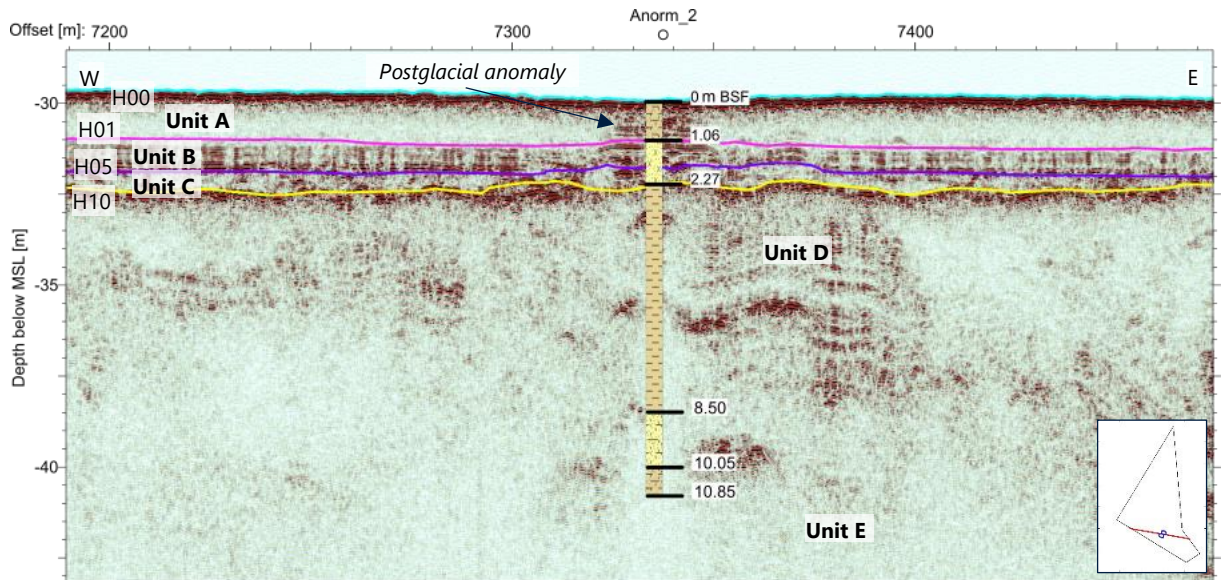 Anorm_2
Offset [m]: 7200 7300 7400
W E
Postglacial anomaly
-30 H00 0 m BSF
Unit A
H01 1.06
Unit B
H05
Unit C 2.27
H10
Unit D
-35
Depth below MSL [m]
8.50
-40 10.05
10.85
Unit E